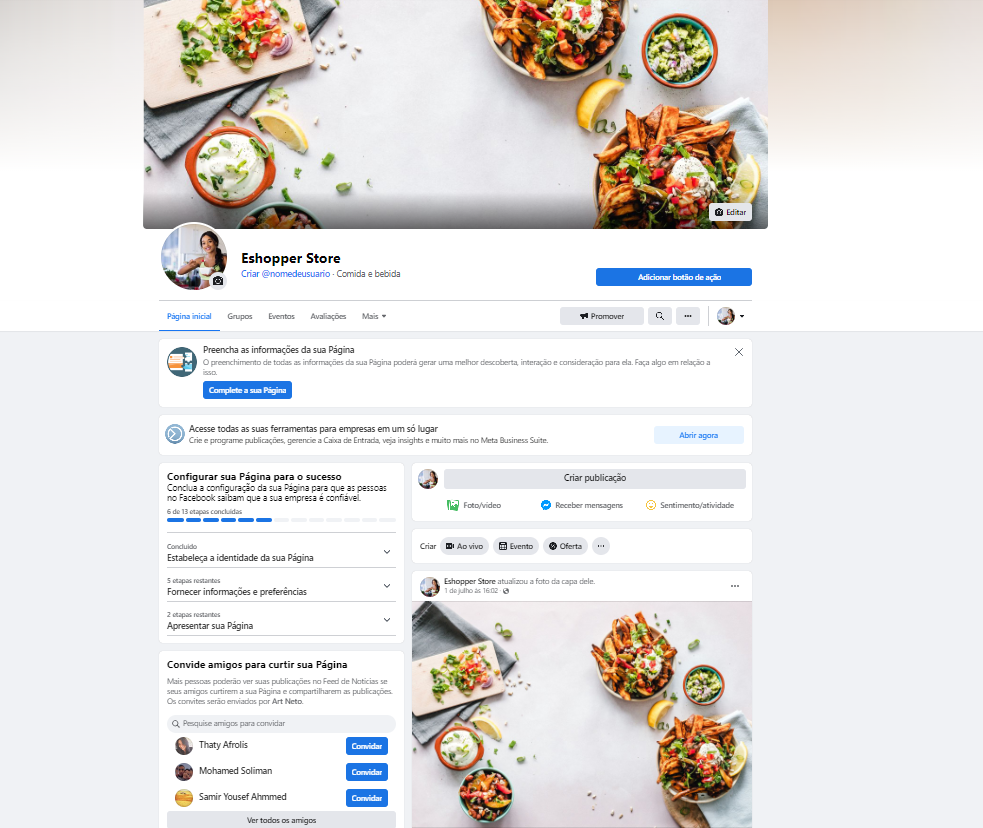 Editar
Eshopper Store
Criar @nomedeusuario · Comida e bebida
Adicionar botão de ação
Página inicial Grupos Eventos Avaliações Mais
Promover
Preencha as informações da sua Página
O preenchimento de todas as informações da sua Página poderá gerar uma melhor descoberta, interação e consideração para ela. Faça algo em relação a
isso.
Complete a sua Página
Acesse todas as suas ferramentas para empresas em um só lugar
Crie e programe publicações, gerencie a Caixa de Entrada, veja insights e muito mais no Meta Business Suite.
Abrir agora
Configurar sua Página para o sucesso
Conclua a configuração da sua Página para que as pessoas
no Facebook saibam que a sua empresa é confiável.
6 de 13 etapas concluídas
Concluído
Estabeleça a identidade da sua Página
5 etapas restantes
Fornecer informações e preferências
2 etapas restantes
Apresentar sua Página
Convide amigos para curtir sua Página
Mais pessoas poderão ver suas publicações no Feed de Notícias se
seus amigos curtirem a sua Página e compartilharem as publicações.
Os convites serão enviados por Art Neto.
Pesquise amigos para convidar
Thaty Afrolis Convidar
Mohamed Soliman Convidar
Samir Yousef Ahmmed Convidar
Ver todos os amigos
Criar publicação
Foto/vídeo Receber mensagens Sentimento/atividade
Criar Ao vivo Evento Oferta
Eshopper Store atualizou a foto da capa dele.
1 de julho às 16:02 ·